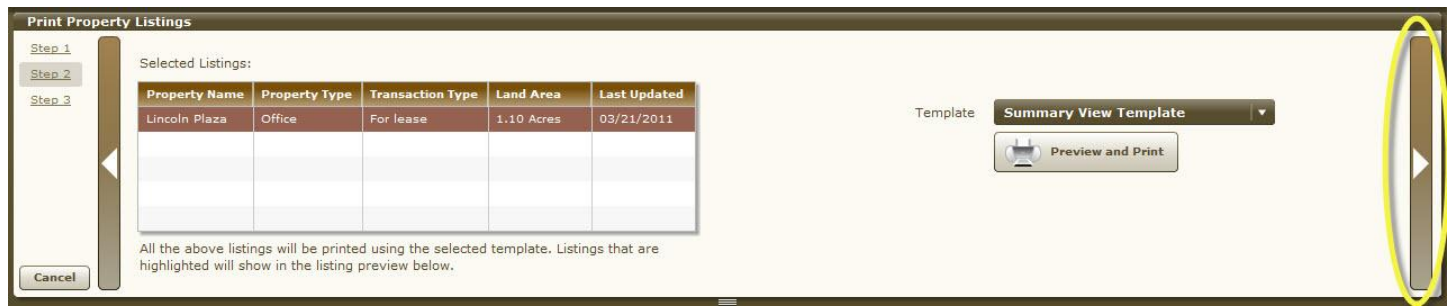 Print Property Listings
Step 1
Step 2
Step 3
Cancel
Selected Listings:
Property Name Property Type Transaction Type Land Area Last Updated
Lincoln Plaza Office For lease 1.10 Acres 03/21/2011
All the above listings will be printed using the selected template. Listings that are
highlighted will show in the listing preview below.
Template Summary View Template
Preview and Print